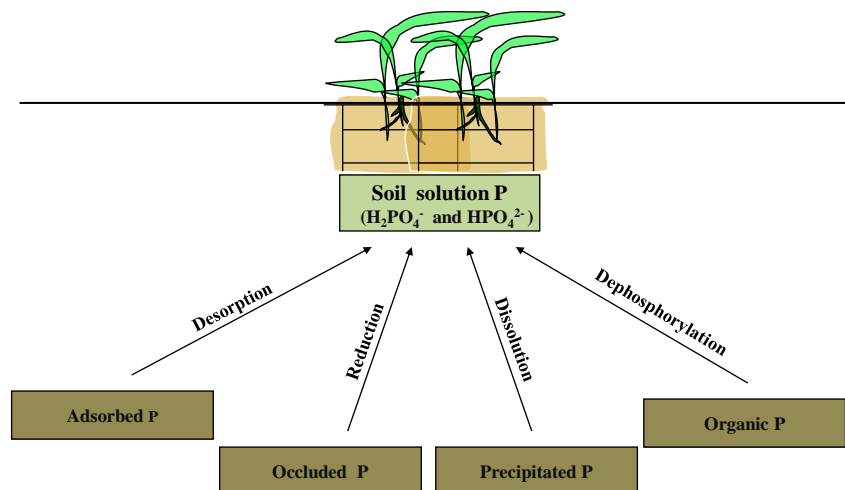 Soil solution P
(H₂PO₄⁻ and HPO₄²⁻)
Desorption
Reduction
Dissolution
Dephosphorylation
Adsorbed P
Occluded P
Precipitated P
Organic P